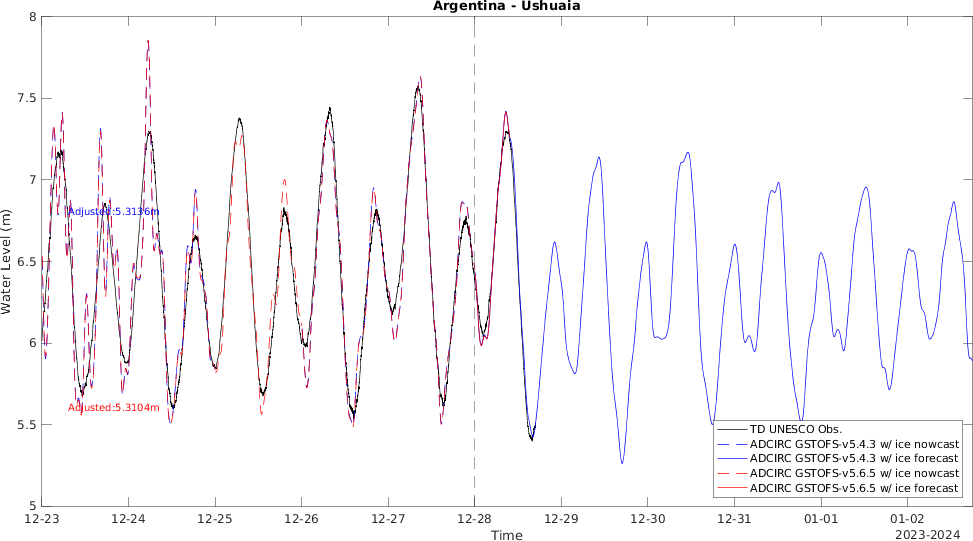 Argentina - Ushuaia
8
7.5
7
6.5
6
5.5
5
Water Level (m)
Adjusted:5.3136m
Adjusted:5.3104m
TD UNESCO Obs.
ADCIRC GSTOFS-v5.4.3 w/ ice nowcast
ADCIRC GSTOFS-v5.4.3 w/ ice forecast
ADCIRC GSTOFS-v5.6.5 w/ ice nowcast
ADCIRC GSTOFS-v5.6.5 w/ ice forecast
12-23 12-24 12-25 12-26 12-27 12-28 12-29 12-30 12-31 01-01 01-02
Time
2023-2024